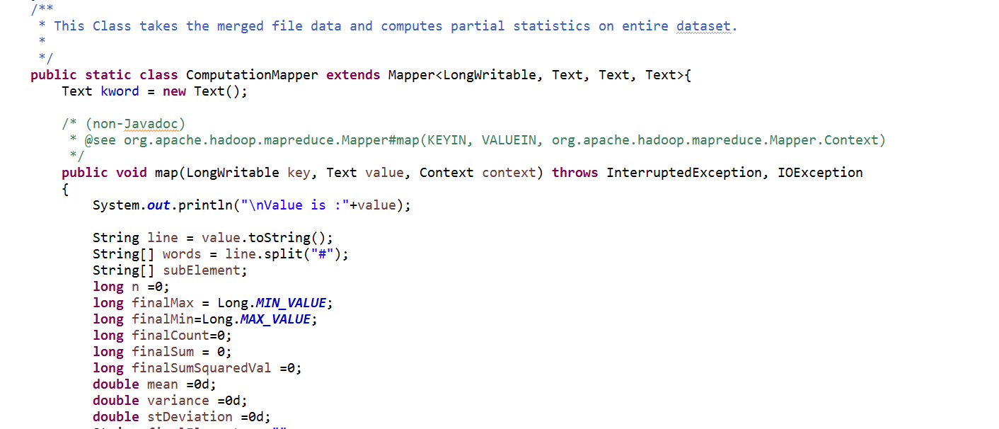 /**
* This Class takes the merged file data and computes partial statistics on entire dataset.
*
*/
public static class ComputationMapper extends Mapper<LongWritable, Text, Text, Text>{
Text kword = new Text();
/* (non-Javadoc)
* @see org.apache.hadoop.mapreduce.Mapper#map(KEYIN, VALUEIN, org.apache.hadoop.mapreduce.Mapper.Context)
*/
public void map(LongWritable key, Text value, Context context) throws InterruptedException, IOException
{
System.out.println("\nValue is :"+value);
String line = value.toString();
String[] words = line.split("#");
String[] subElement;
long n =0;
long finalMax = Long.MIN_VALUE;
long finalMin=Long.MAX_VALUE;
long finalCount=0;
long finalSum = 0;
long finalSumSquaredVal =0;
double mean =0d;
double variance =0d;
double stDeviation =0d;